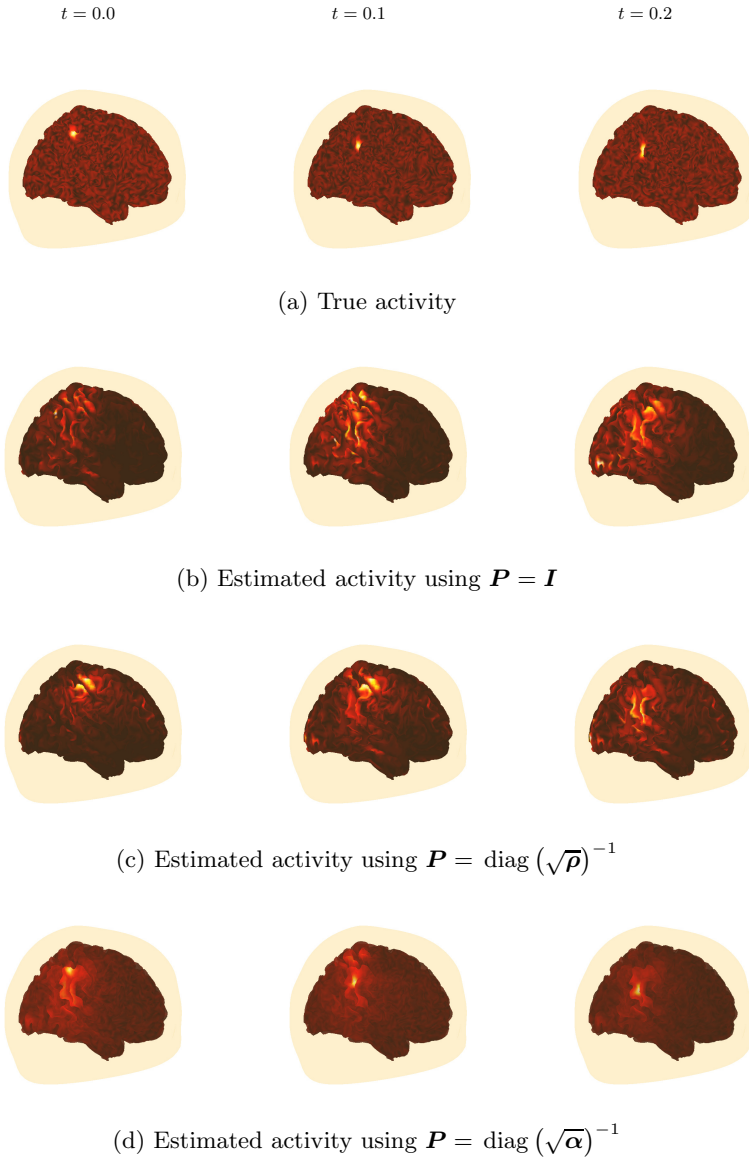 t = 0.0 t = 0.1 t = 0.2
(a) True activity
(b) Estimated activity using P = I
(c) Estimated activity using P = diag (√ρ)⁻¹
(d) Estimated activity using P = diag (√α)⁻¹